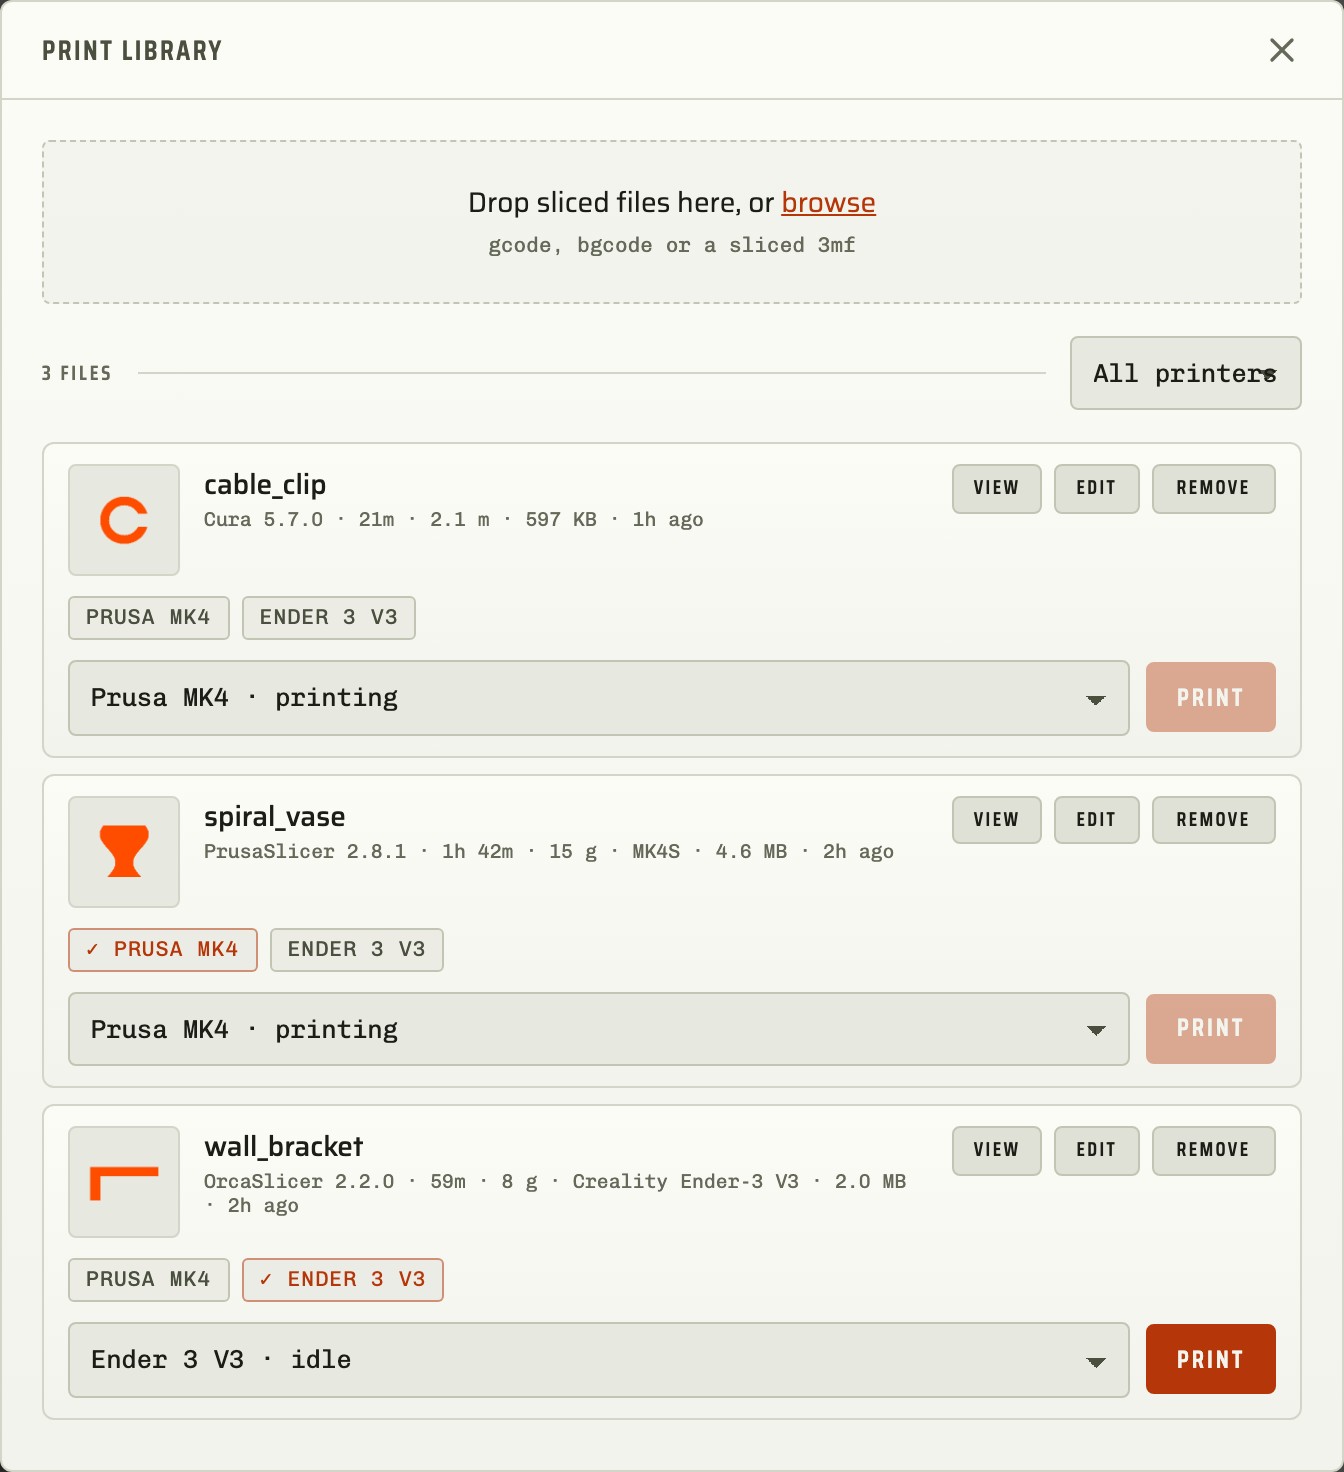 PRINT LIBRARY
Drop sliced files here, or browse
gcode, bgcode or a sliced 3mf
3 FILES
All printers
cable_clip
VIEW
EDIT
REMOVE
Cura 5.7.0 · 21m · 2.1 m · 597 KB · 1h ago
PRUSA MK4
ENDER 3 V3
Prusa MK4 · printing
PRINT
spiral_vase
VIEW
EDIT
REMOVE
PrusaSlicer 2.8.1 · 1h 42m · 15 g · MK4S · 4.6 MB · 2h ago
✓ PRUSA MK4
ENDER 3 V3
Prusa MK4 · printing
PRINT
wall_bracket
VIEW
EDIT
REMOVE
OrcaSlicer 2.2.0 · 59m · 8 g · Creality Ender-3 V3 · 2.0 MB
· 2h ago
PRUSA MK4
✓ ENDER 3 V3
Ender 3 V3 · idle
PRINT